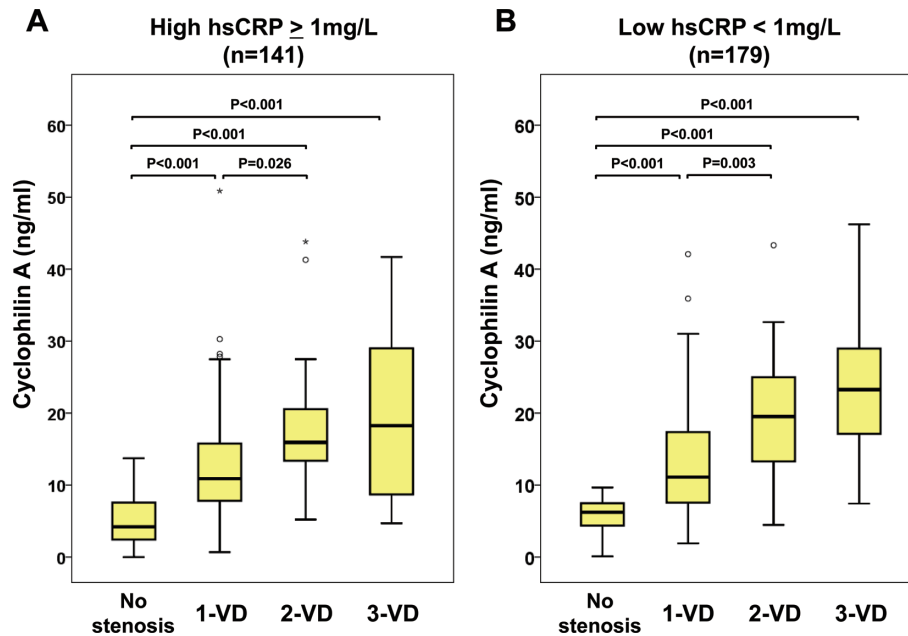 A
High hsCRP ≥ 1mg/L
(n=141)
P<0.001
P<0.001
P<0.001
P=0.026
60
50
40
30
20
10
0
*
*
Cyclophilin A (ng/ml)
No
stenosis
1-VD
2-VD
3-VD
B
Low hsCRP < 1mg/L
(n=179)
P<0.001
P<0.001
P<0.001
P=0.003
60
50
40
30
20
10
0
Cyclophilin A (ng/ml)
No
stenosis
1-VD
2-VD
3-VD